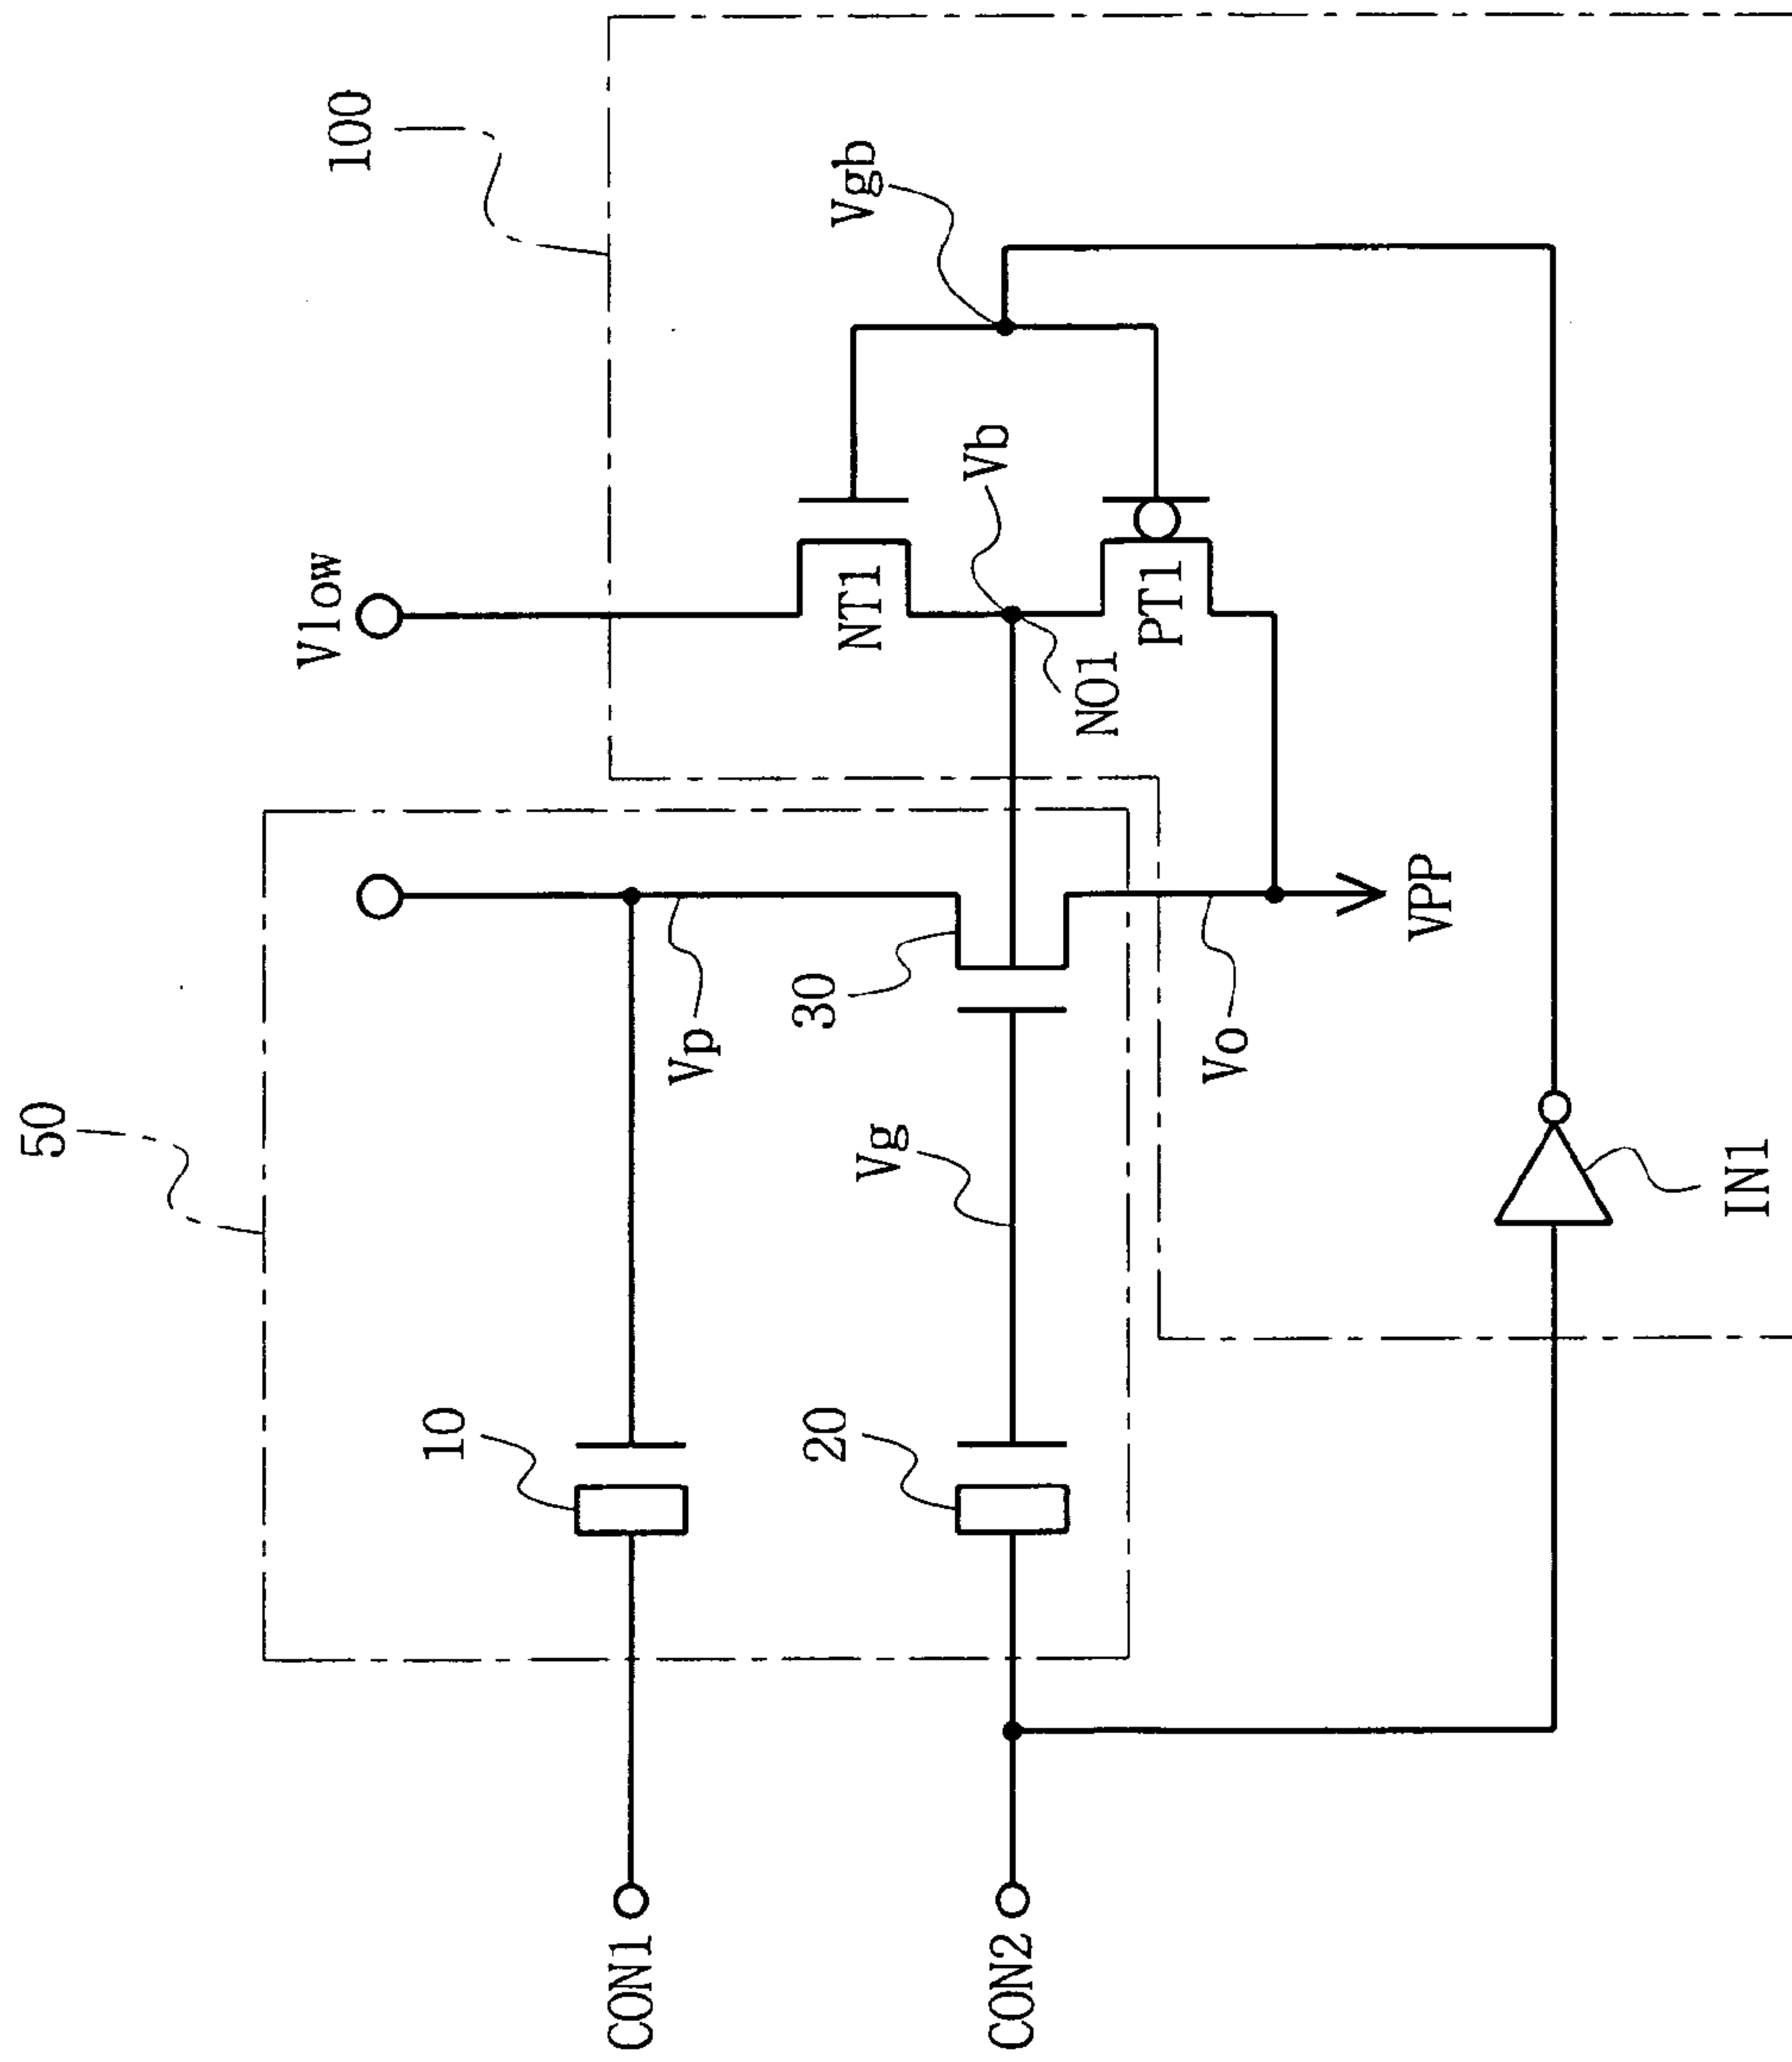 50
Vlow
100
10
CON1
Vp
20
30
Vg
NT1
Vgb
CON2
Vb
NO1
PT1
Vo
VPP
IN1